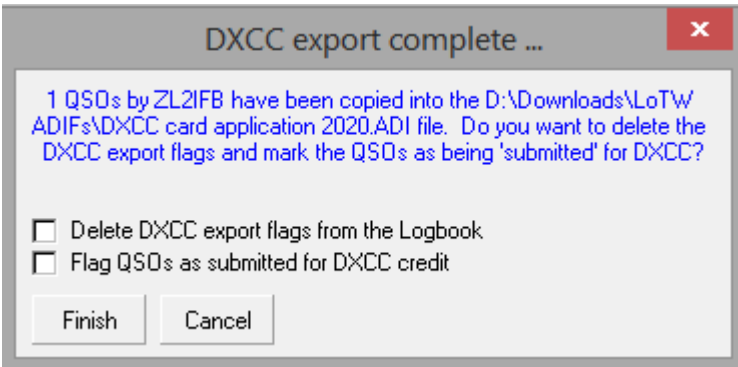 DXCC export complete ...
x
1 QSOs by ZL2IFB have been copied into the D:\Downloads\LoTW
ADIFs\DXCC card application 2020.ADI file. Do you want to delete the
DXCC export flags and mark the QSOs as being 'submitted' for DXCC?
Delete DXCC export flags from the Logbook
Flag QSOs as submitted for DXCC credit
Finish Cancel